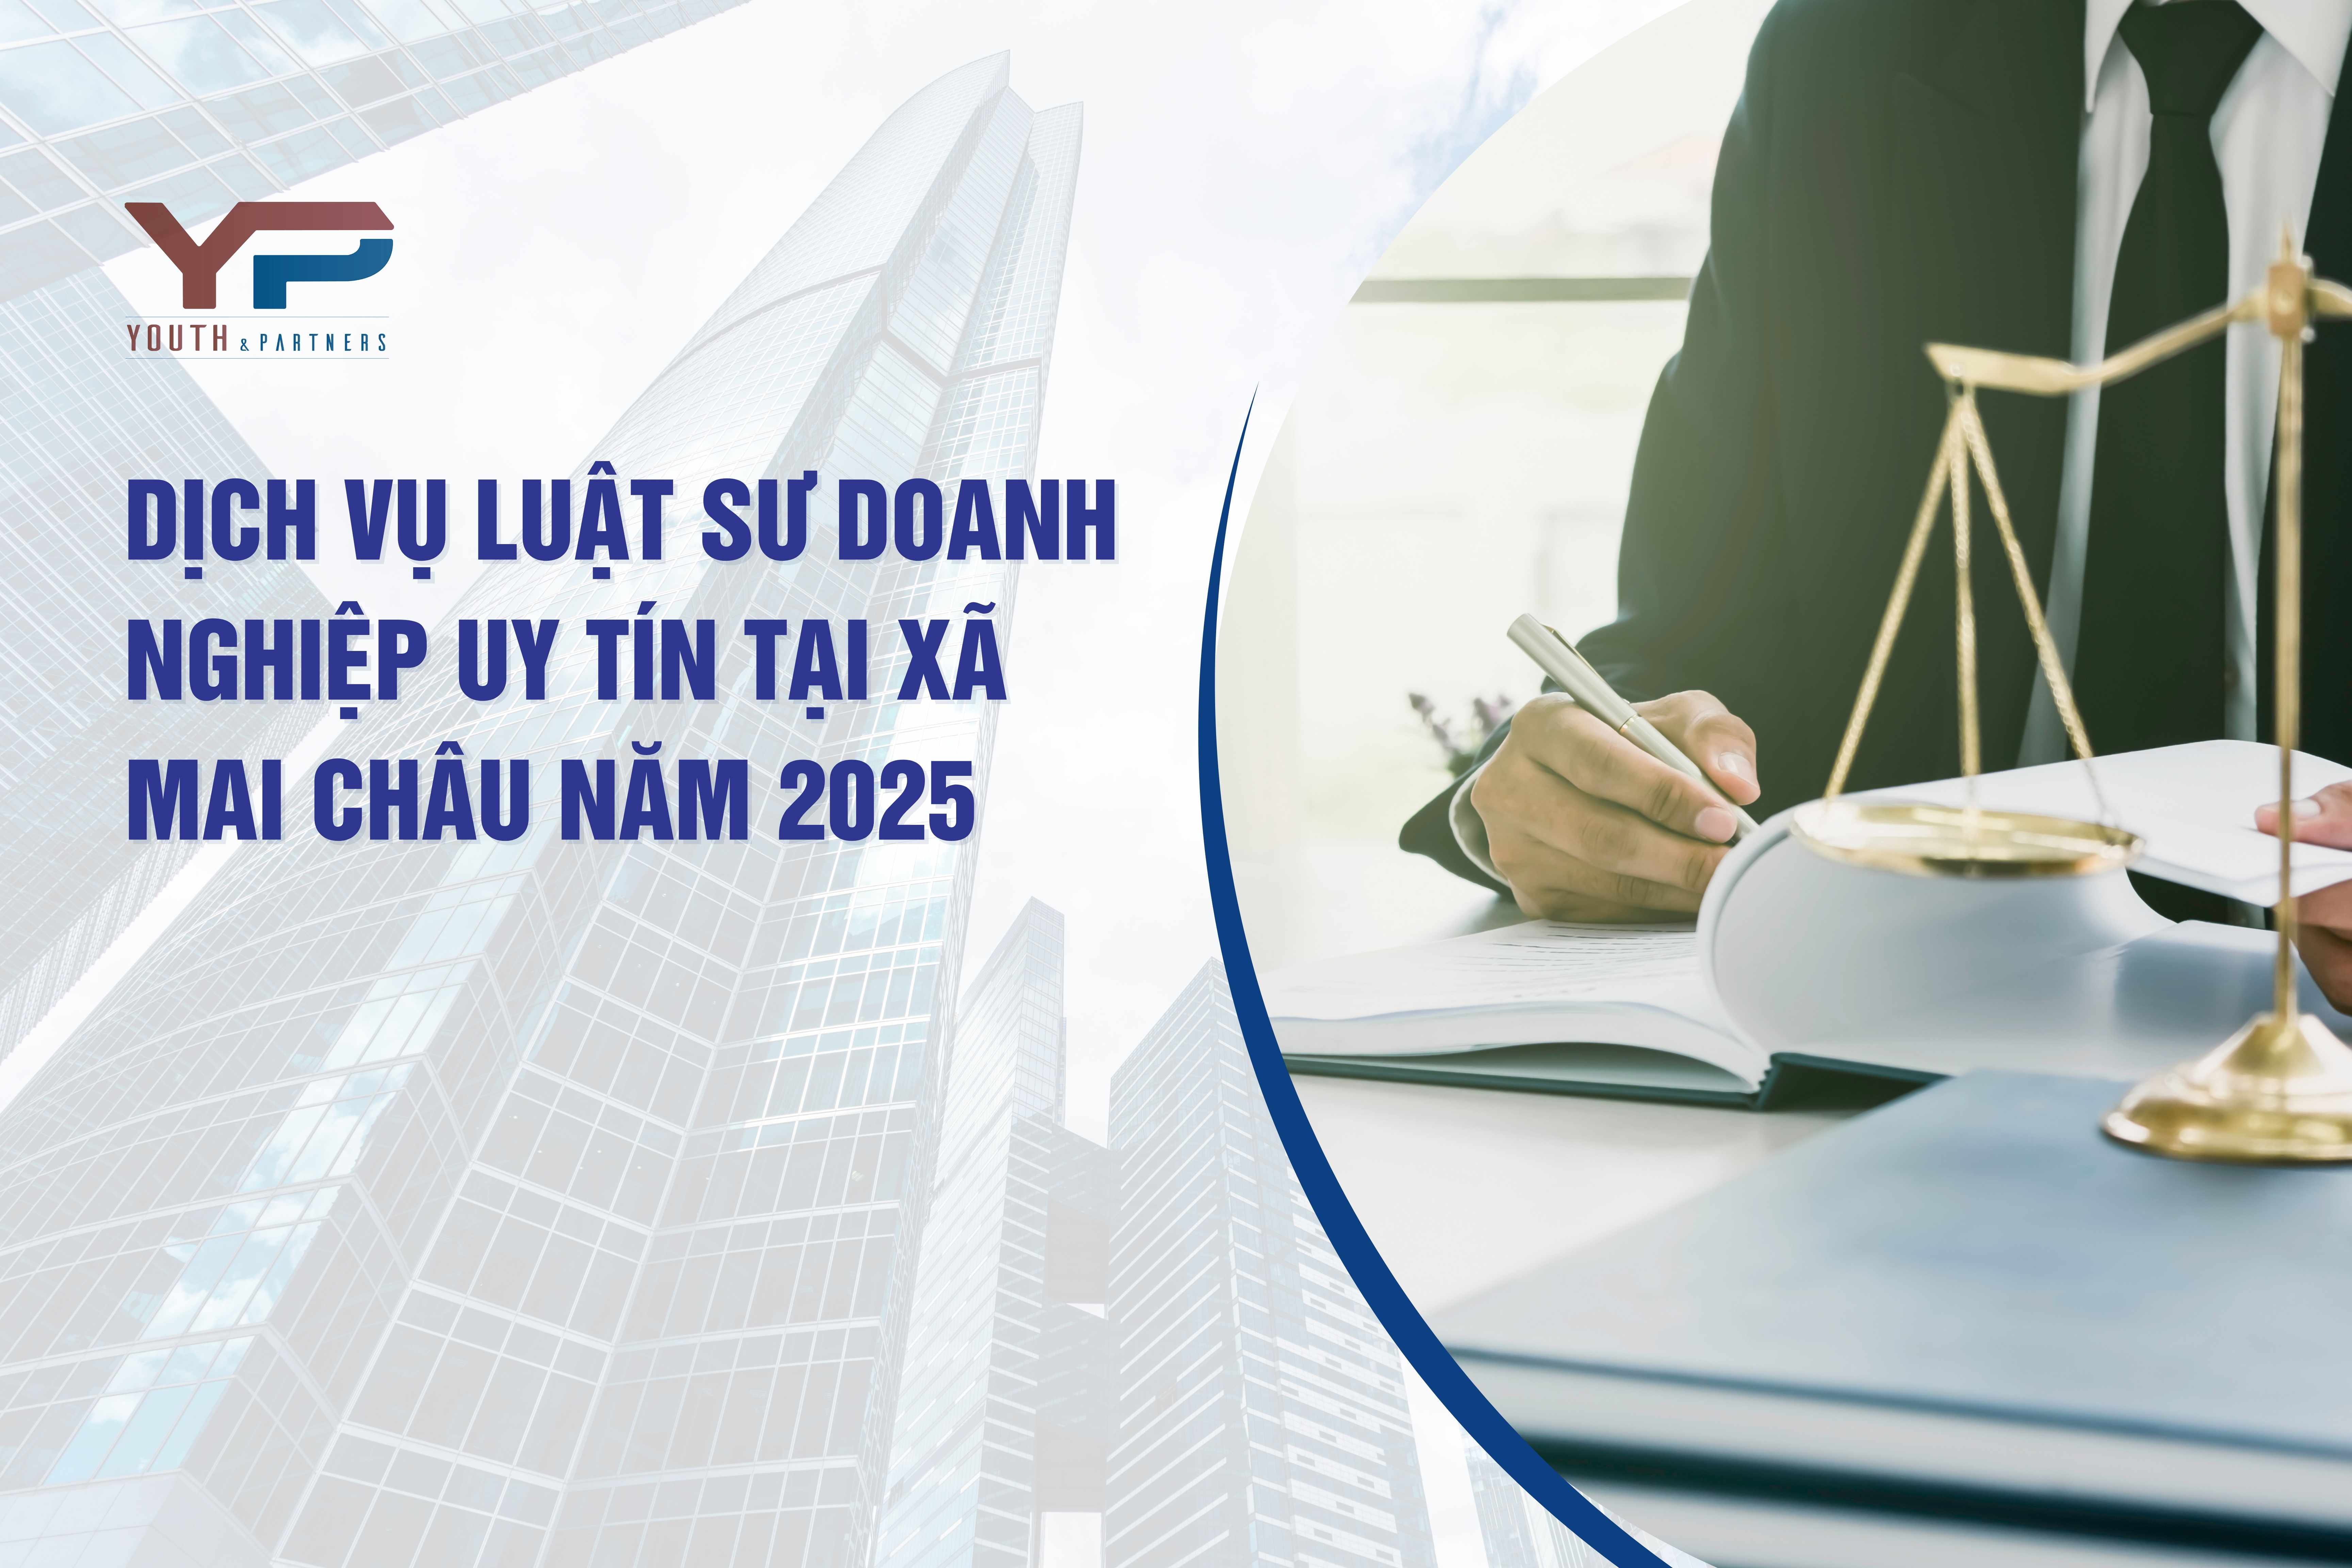 YP
YOUTH & PARTNERS
DỊCH VỤ LUẬT SƯ DOANH
NGHIỆP UY TÍN TẠI XÃ
MAI CHÂU NĂM 2025